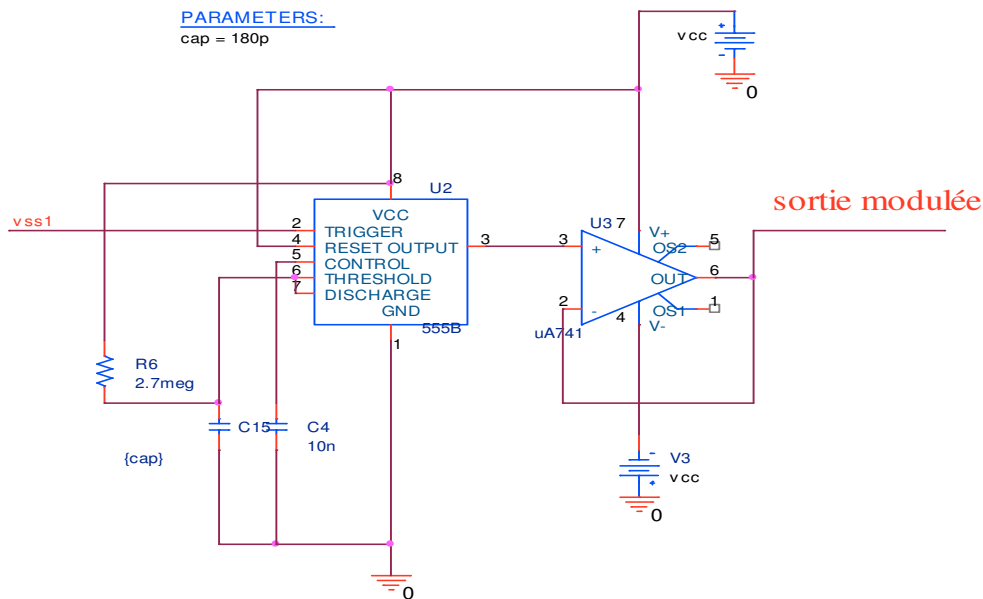 PARAMETERS:
cap = 180p
vcc
0
8
U2
sortie modulée
vss1
VCC
U3
7
V+
2
TRIGGER
OS2
5
4
RESET OUTPUT
3
3
+
5
CONTROL
6
THRESHOLD
OUT
6
7
DISCHARGE
2
-
OS1
1
GND
4
V-
555B
uA741
1
R6
2.7meg
C15
C4
10n
{cap}
V3
vcc
0
0